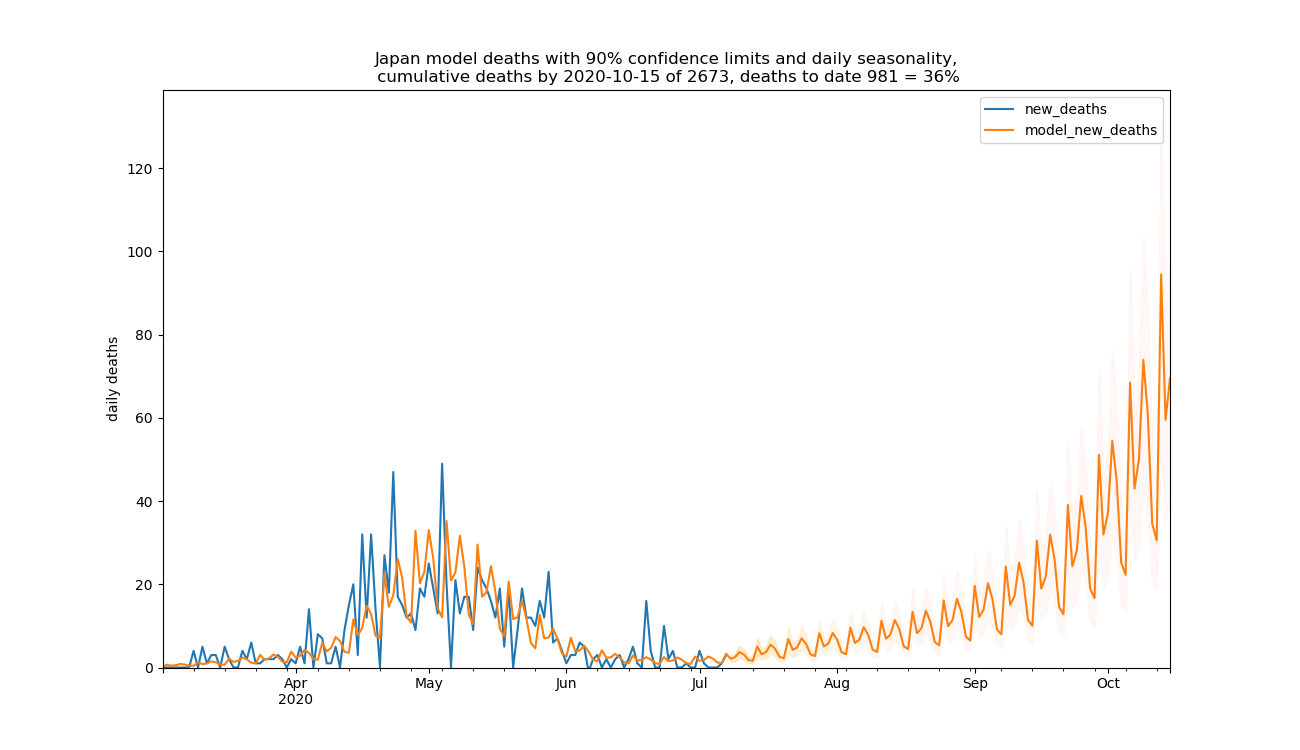 Japan model deaths with 90% confidence limits and daily seasonality,
cumulative deaths by 2020-10-15 of 2673, deaths to date 981 = 36%
new_deaths
model_new_deaths
daily deaths
120
100
80
60
40
20
0
Apr
2020
May
Jun
Jul
Aug
Sep
Oct